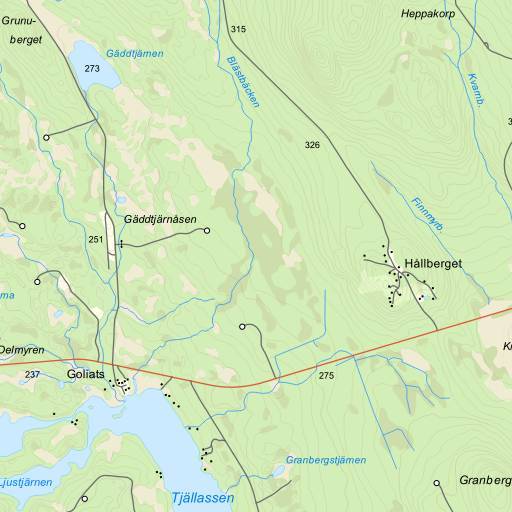 Heppakorp
Grunu-
berget
315
Gäddtjärnen
273
Blästbäcken
Kvarnb.
326
Finnmyrb.
Gäddtjärnåsen
251
Hållberget
Delmyren
237
Goliats
275
Granbergstjärnen
Ljustjärnen
Tjällassen